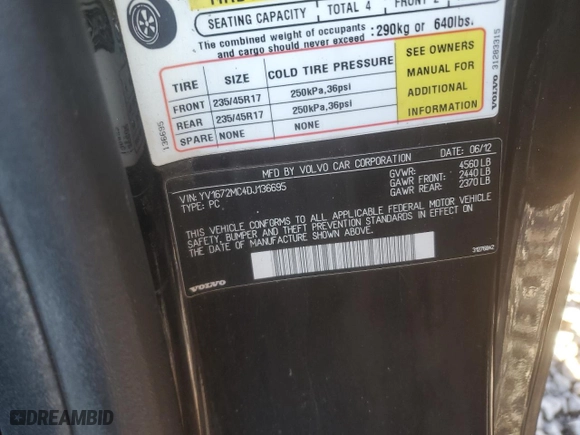 SEATING CAPACITY TOTAL 4 FRONT 2
The combined weight of occupants and cargo should never exceed : 290kg or 640lbs.
TIRE SIZE COLD TIRE PRESSURE
FRONT 235/45R17 250kPa,36psi
REAR 235/45R17 250kPa,36psi
SPARE NONE NONE
SEE OWNERS
MANUAL FOR
ADDITIONAL
INFORMATION
136695
VOLVO 31283315
MFD BY VOLVO CAR CORPORATION DATE: 06/12
VIN: YV1672MC4DJ136695
TYPE: PC
GVWR: 4560 LB
GAWR FRONT: 2440 LB
GAWR REAR: 2370 LB
THIS VEHICLE CONFORMS TO ALL APPLICABLE FEDERAL MOTOR VEHICLE
SAFETY, BUMPER AND THEFT PREVENTION STANDARDS IN EFFECT ON
THE DATE OF MANUFACTURE SHOWN ABOVE.
VOLVO
DREAMBID